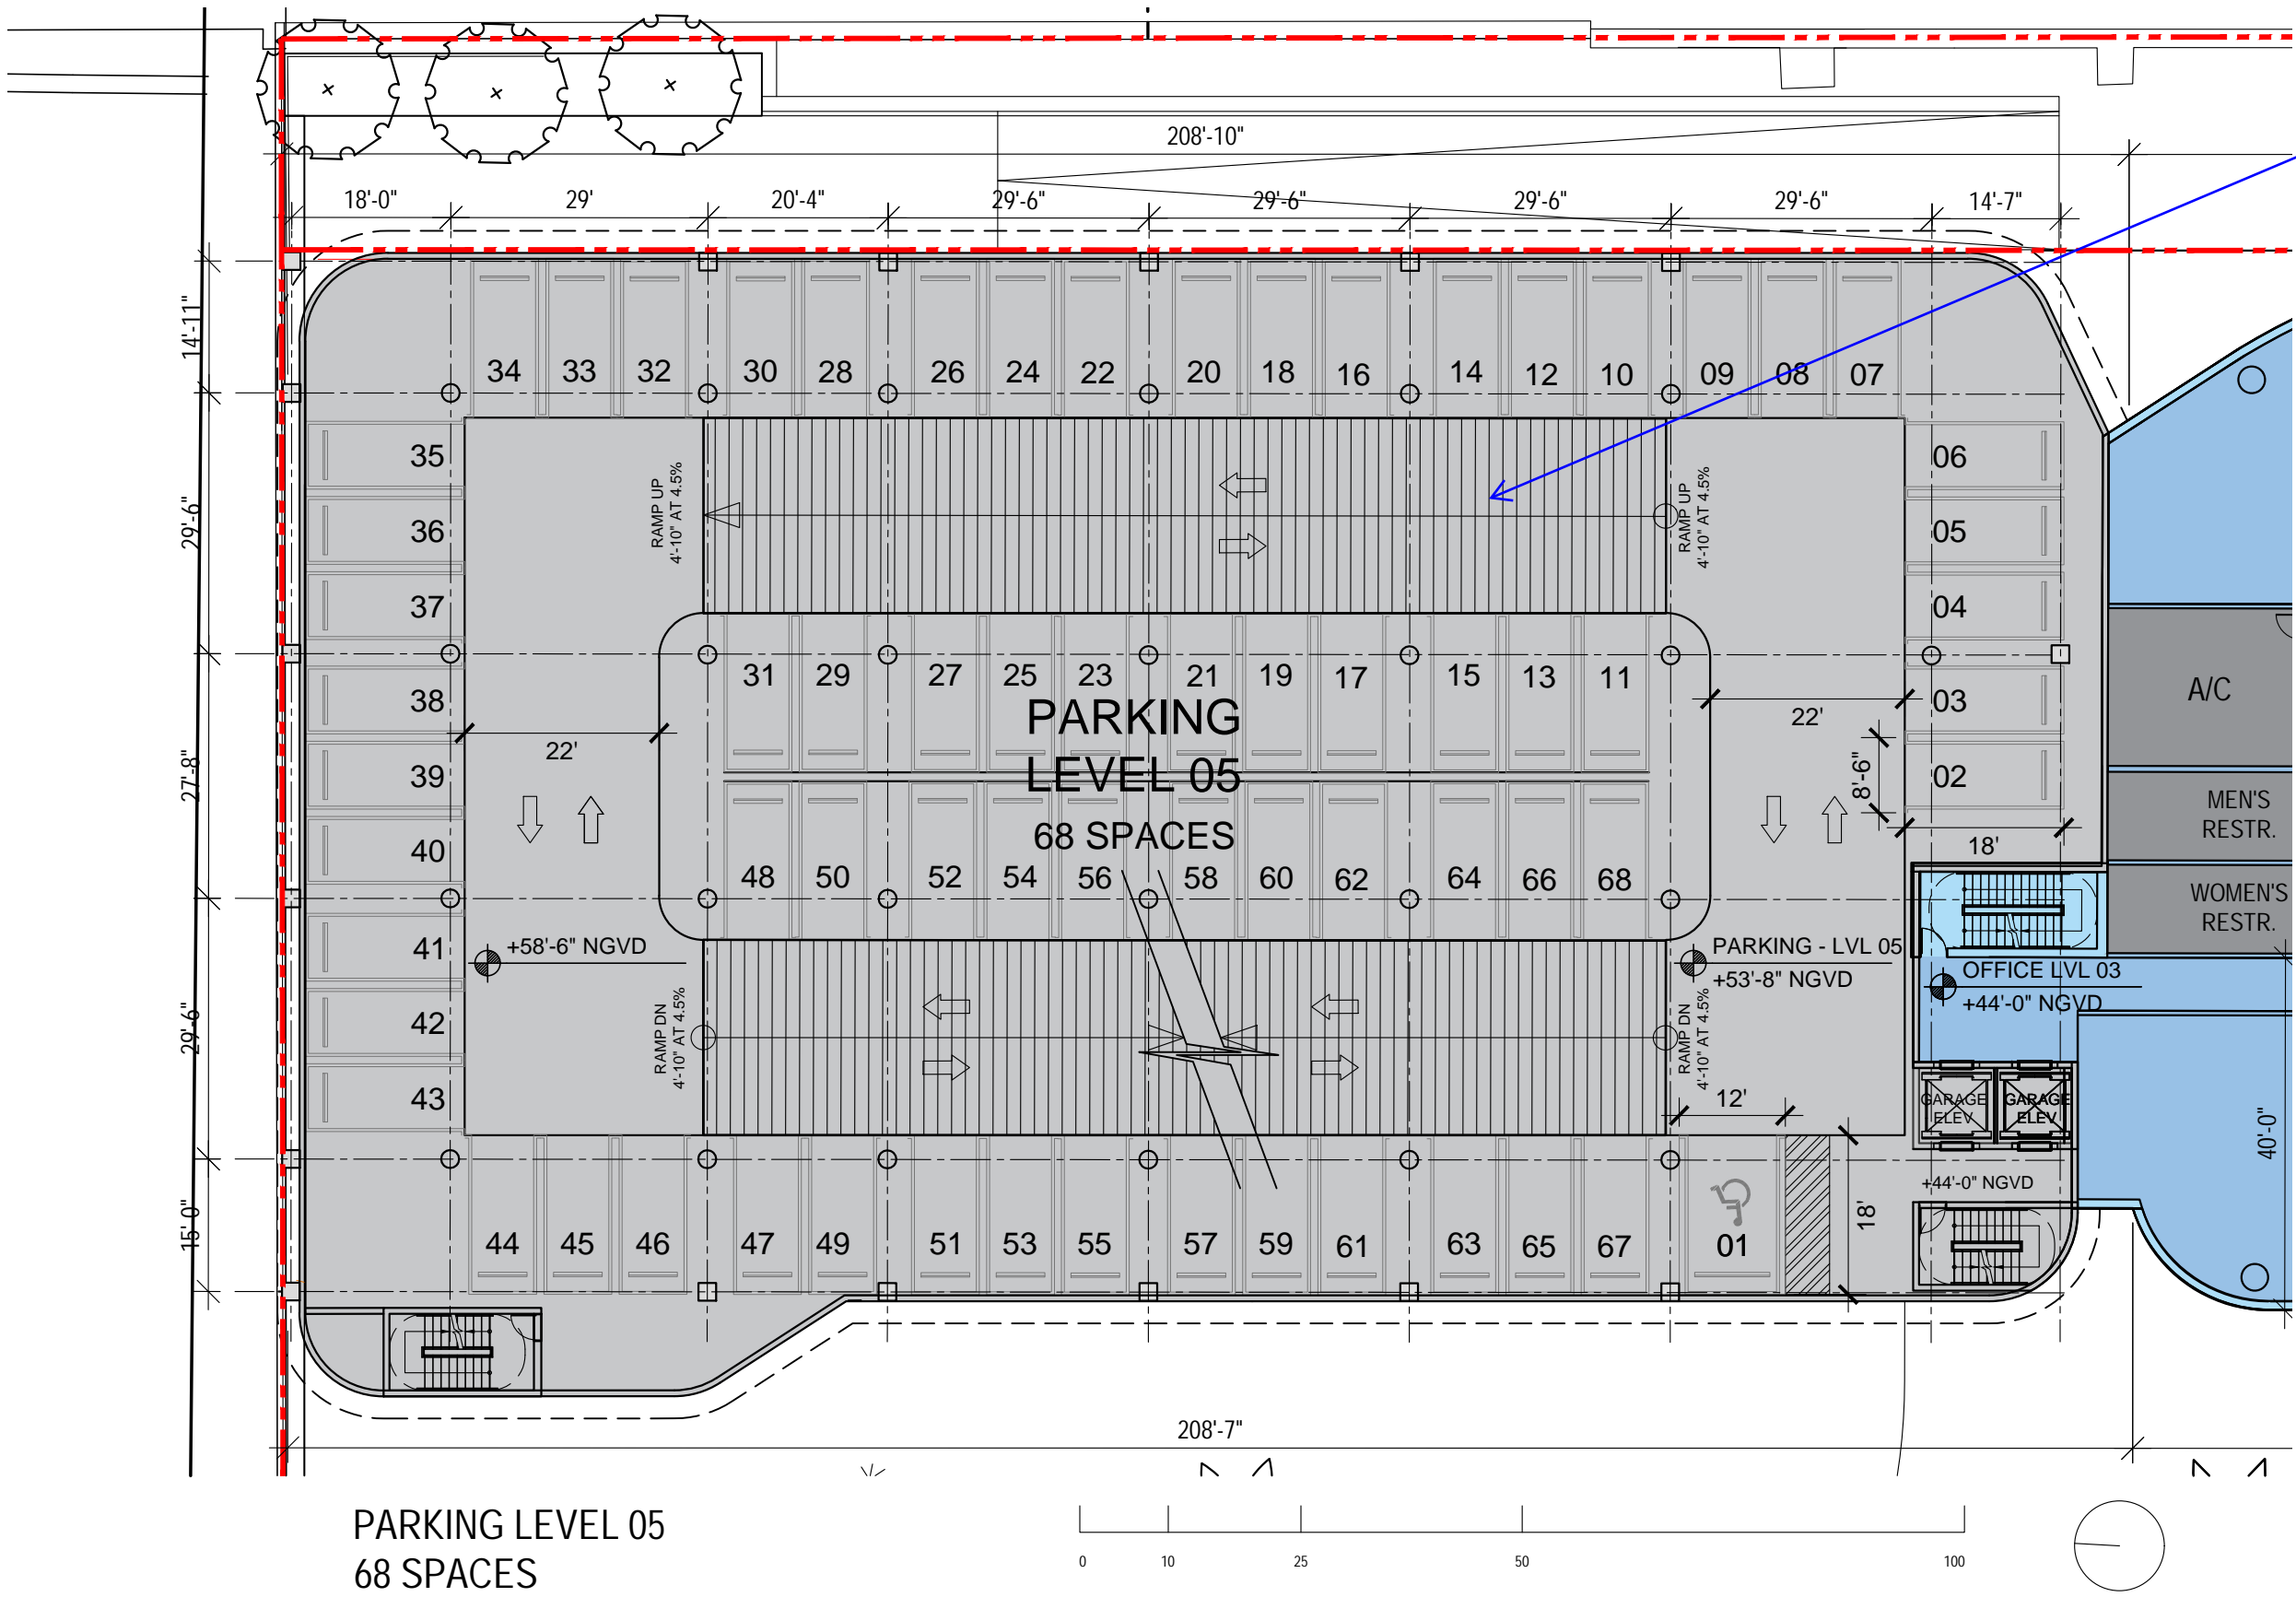 208'-10"
18'-0"
29'
20'-4"
29'-6"
29'-6"
29'-6"
29'-6"
14'-7"
14'-11"
29'-6"
27'-8"
29'-6"
15'-0"
34 33 32 30 28 26 24 22 20 18 16 14 12 10 09 08 07
35
36
37
38
39
40
41
42
43
06
05
04
03
02
RAMP UP
4'-10" AT 4.5%
RAMP UP
4'-10" AT 4.5%
31 29 27 25 23 21 19 17 15 13 11
PARKING
LEVEL 05
68 SPACES
22'
22'
8'-6"
18'
48 50 52 54 56 58 60 62 64 66 68
+58'-6" NGVD
PARKING - LVL 05
+53'-8" NGVD
RAMP DN
4'-10" AT 4.5%
RAMP DN
4'-10" AT 4.5%
12'
18'
44 45 46 47 49 51 53 55 57 59 61 63 65 67 01
A/C
MEN'S
RESTR.
WOMEN'S
RESTR.
OFFICE LVL 03
+44'-0" NGVD
GARAGE
ELEV
GARAGE
ELEV
+44'-0" NGVD
40'-0"
208'-7"
PARKING LEVEL 05
68 SPACES
0 10 25 50 100